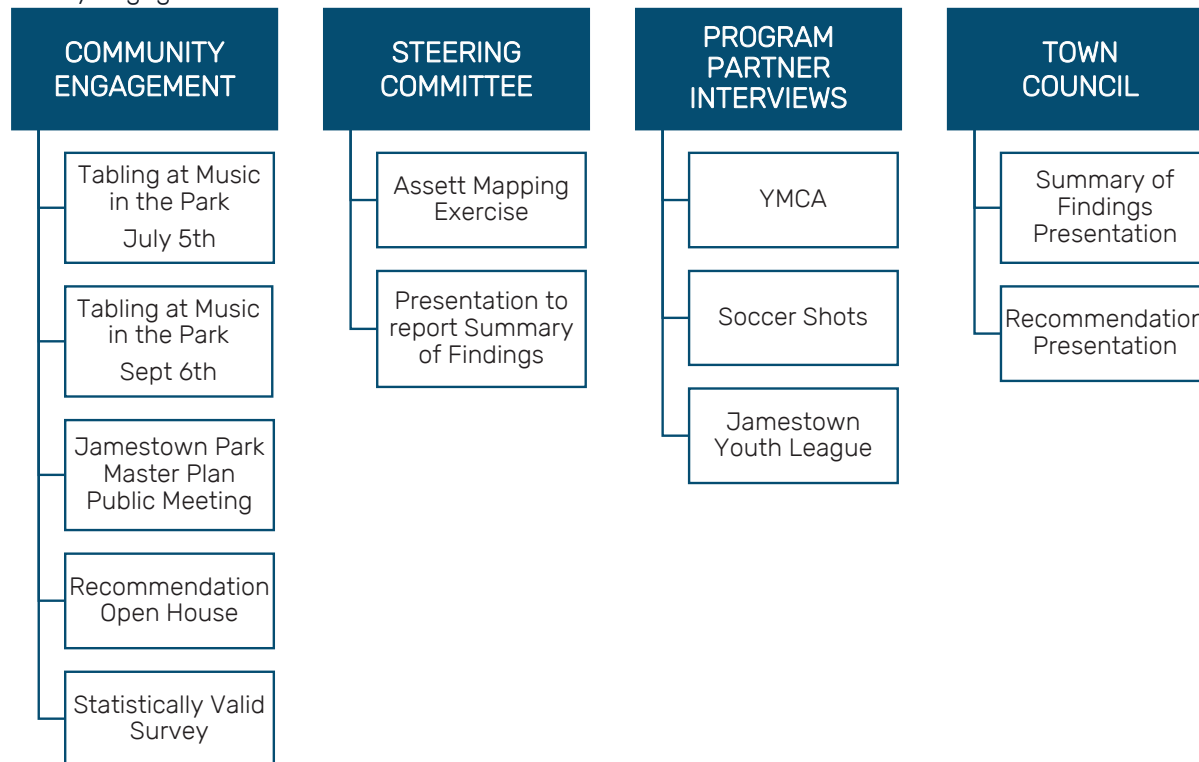 COMMUNITY
ENGAGEMENT
Tabling at Music
in the Park
July 5th
Tabling at Music
in the Park
Sept 6th
Jamestown Park
Master Plan
Public Meeting
Recommendation
Open House
Statistically Valid
Survey
STEERING
COMMITTEE
Assett Mapping
Exercise
Presentation to
report Summary
of Findings
PROGRAM
PARTNER
INTERVIEWS
YMCA
Soccer Shots
Jamestown
Youth League
TOWN
COUNCIL
Summary of
Findings
Presentation
Recommendation
Presentation